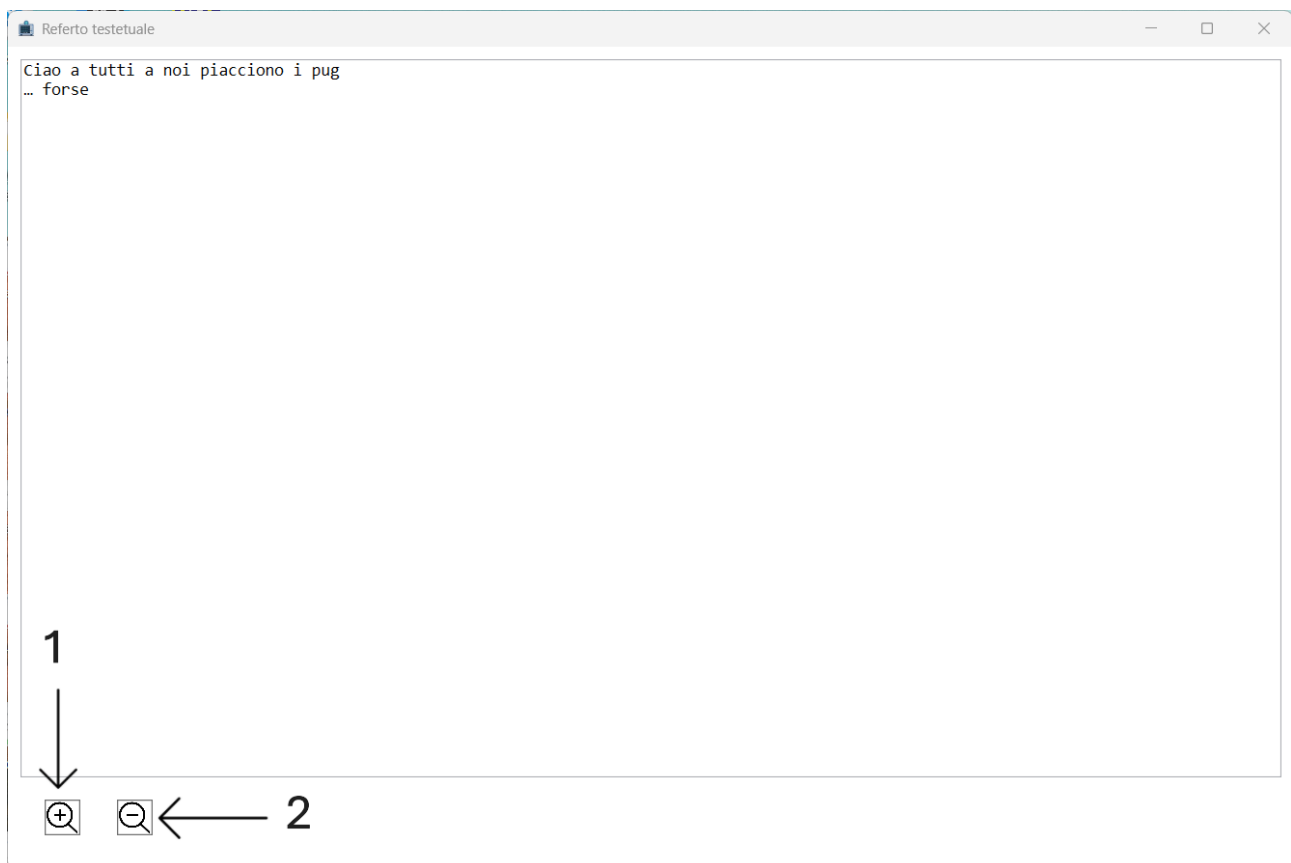 Referto testetuale
Ciao a tutti a noi piacciono i pug
… forse
1
2